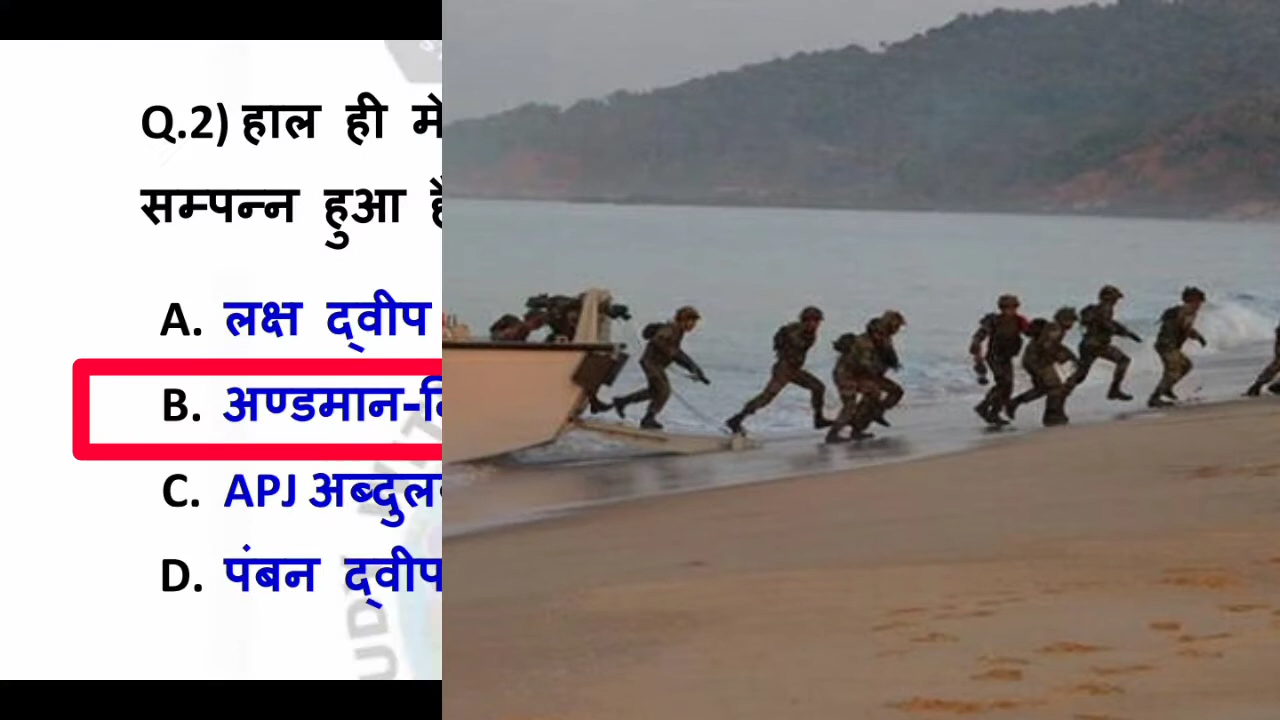 Q.2) हाल ही में
सम्पन्न हुआ
A. लक्ष द्वीप
B. अण्डमान-
C. APJ अब्दुल
D. पंबन द्वीप